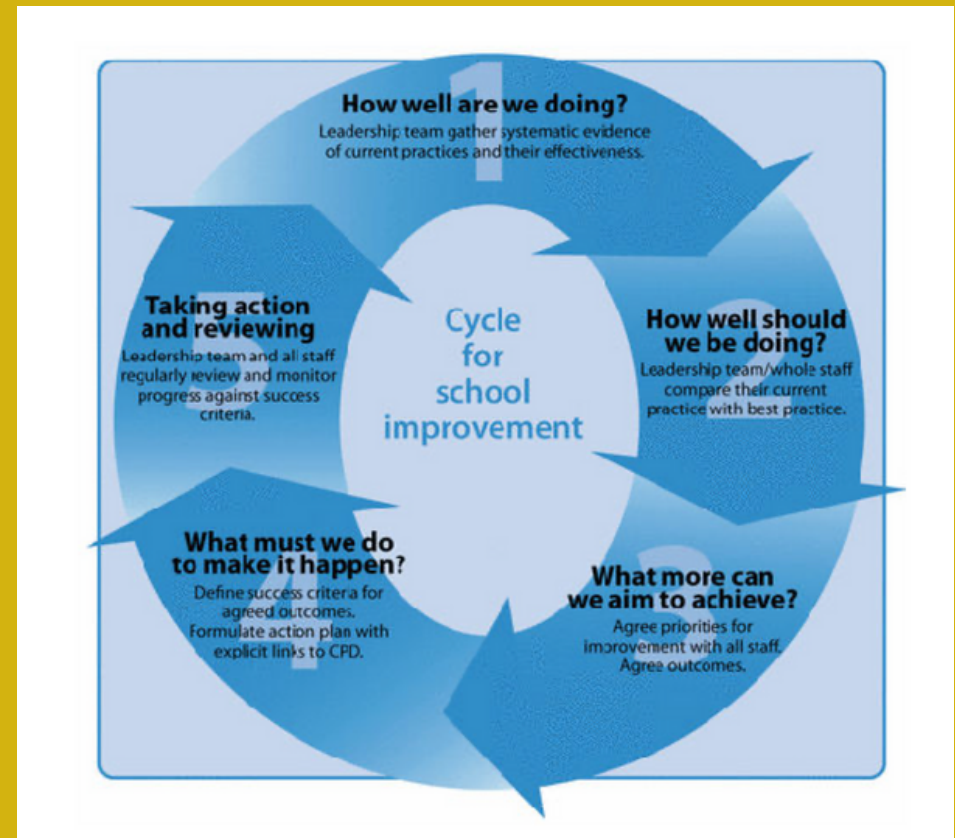 1
How well are we doing?
Leadership team gather systematic evidence
of current practices and their effectiveness.
2
How well should
we be doing?
Leadership team/whole staff
compare their current
practice with best practice.
3
What more can
we aim to achieve?
Agree priorities for
improvement with all staff.
Agree outcomes.
4
What must we do
to make it happen?
Define success criteria for
agreed outcomes.
Formulate action plan with
explicit links to CPD.
5
Taking action
and reviewing
Leadership team and all staff
regularly review and monitor
progress against success
criteria.
Cycle
for
school
improvement